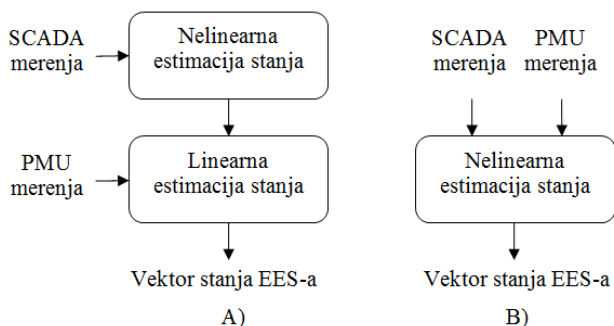 SCADA
merenja
Nelinearna
estimacija stanja
PMU
merenja
Linearna
estimacija stanja
Vektor stanja EES-a
A)
SCADA
merenja
PMU
merenja
Nelinearna
estimacija stanja
Vektor stanja EES-a
B)